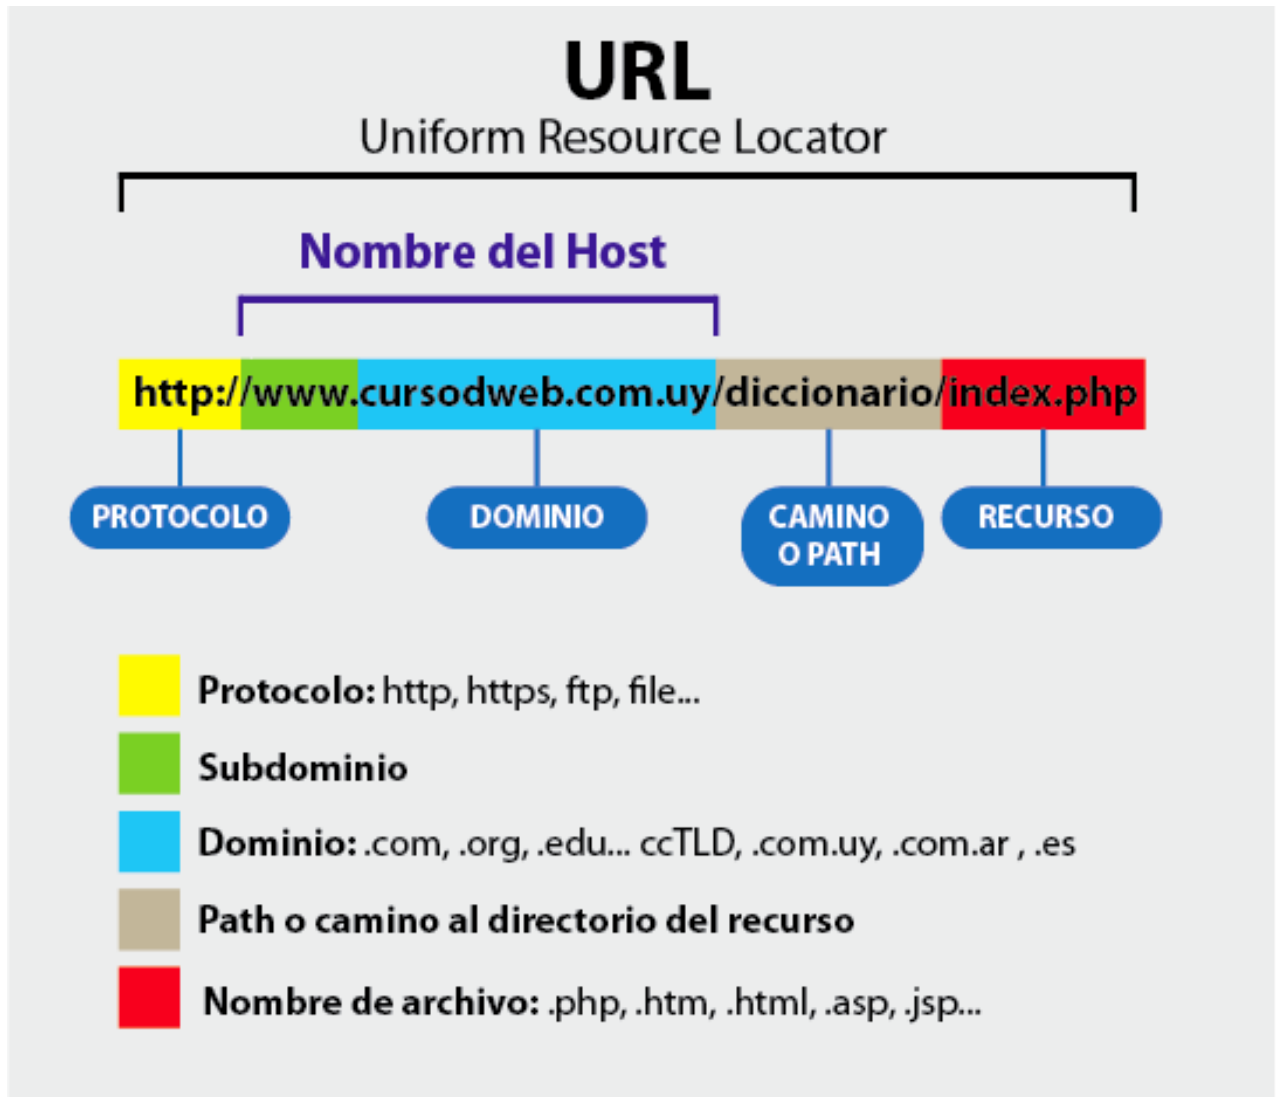 URL
Uniform Resource Locator
Nombre del Host
http://www.cursodweb.com.uy/diccionario/index.php
PROTOCOLO
DOMINIO
CAMINO
O PATH
RECURSO
Protocolo: http, https, ftp, file...
Subdominio
Dominio: .com, .org, .edu... ccTLD, .com.uy, .com.ar , .es
Path o camino al directorio del recurso
Nombre de archivo: .php, .htm, .html, .asp, .jsp...